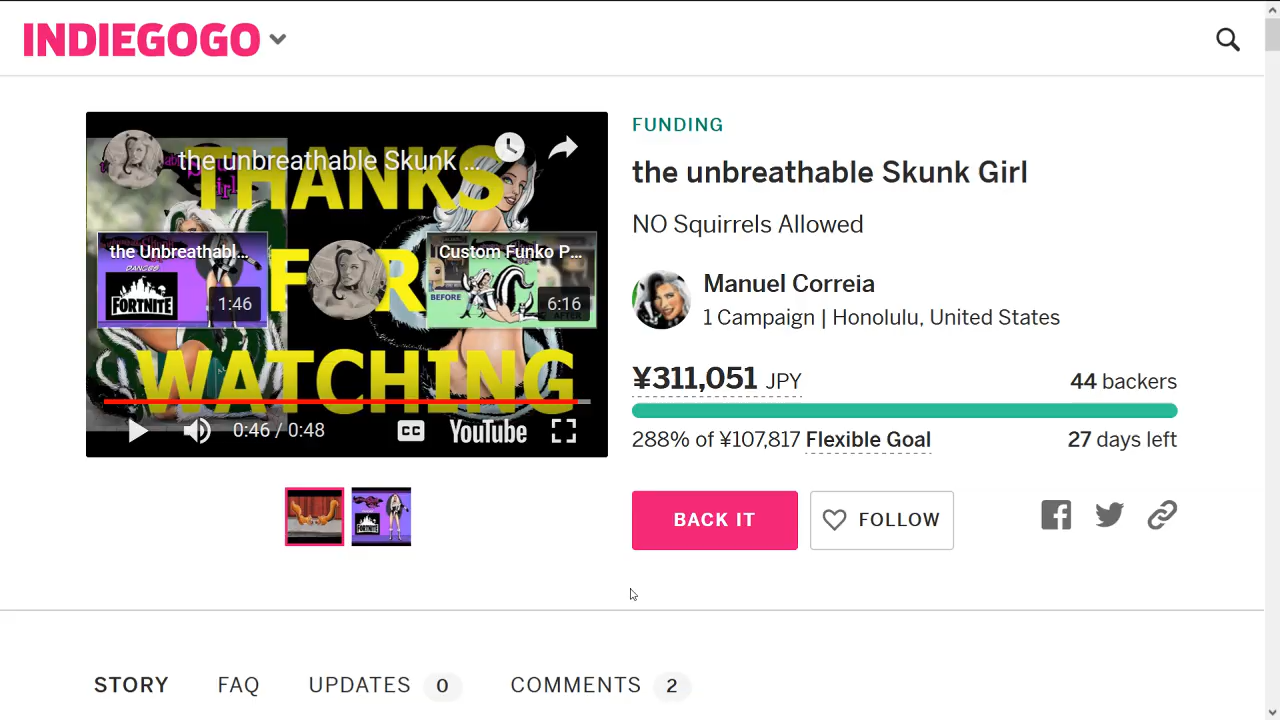 INDIEGOGO
the unbreathable Skunk ...
THANKS
FOR
WATCHING
the Unbreathabl...
DANCES
FORTNITE
1:46
Custom Funko P...
BEFORE
AFTER
6:16
0:46 / 0:48
CC
YouTube
FUNDING
the unbreathable Skunk Girl
NO Squirrels Allowed
Manuel Correia
1 Campaign | Honolulu, United States
¥311,051 JPY
44 backers
288% of ¥107,817 Flexible Goal
27 days left
BACK IT
FOLLOW
STORY
FAQ
UPDATES 0
COMMENTS 2